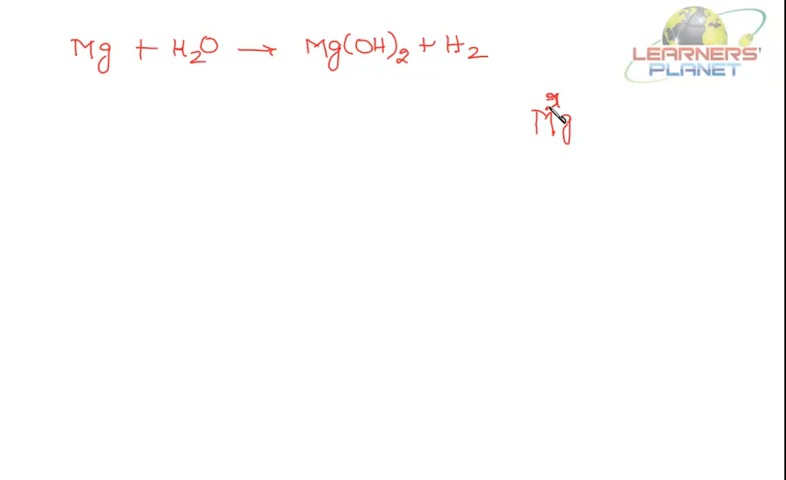 Mg + H₂O → Mg(OH)₂ + H₂
LEARNERS'
PLANET
Mg